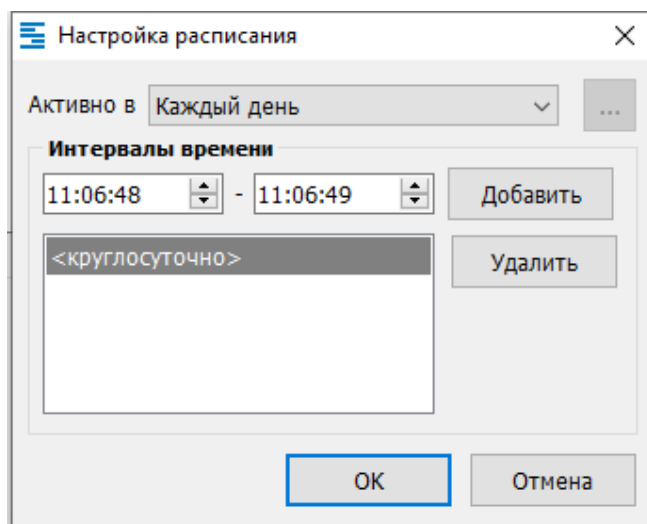 Настройка расписания
Активно в Каждый день ...
Интервалы времени
11:06:48 - 11:06:49 Добавить
<круглосуточно> Удалить
OK Отмена